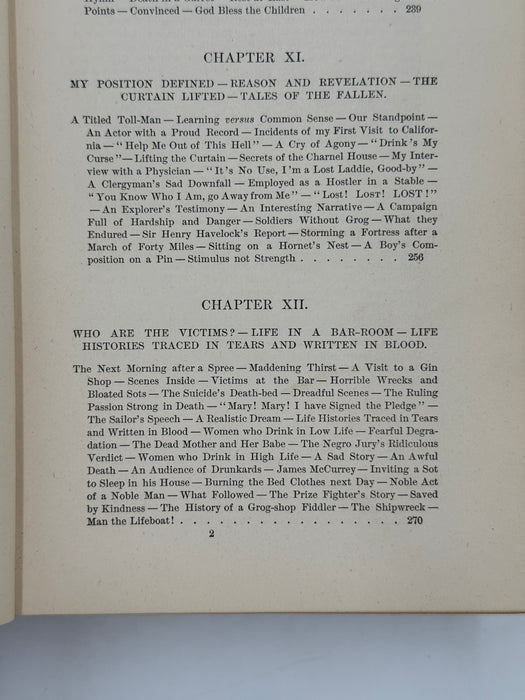 Points — Convinced — God Bless the Children . . . . . . . 239
CHAPTER XI.
MY POSITION DEFINED — REASON AND REVELATION — THE
CURTAIN LIFTED — TALES OF THE FALLEN.
A Titled Toll-Man — Learning versus Common Sense — Our Standpoint —
An Actor with a Proud Record — Incidents of my First Visit to Califor-
nia — "Help Me Out of This Hell" — A Cry of Agony — "Drink's My
Curse" — Lifting the Curtain — Secrets of the Charnel House — My Inter-
view with a Physician — "It's No Use, I'm a Lost Laddie, Good-by" —
A Clergyman's Sad Downfall — Employed as a Hostler in a Stable —
"You Know Who I Am, go Away from Me" — "Lost! LOST! LOST!"
— An Explorer's Testimony — An Interesting Narrative — A Campaign
Full of Hardship and Danger — Soldiers Without Grog — What they
Endured — Sir Henry Havelock's Report — Storming a Fortress after a
March of Forty Miles — Sitting on a Hornet's Nest — A Boy's Com-
position on a Pin — Stimulus not Strength . . . . . . . . 256
CHAPTER XII.
WHO ARE THE VICTIMS? — LIFE IN A BAR-ROOM — LIFE
HISTORIES TRACED IN TEARS AND WRITTEN IN BLOOD.
The Next Morning after a Spree — Maddening Thirst — A Visit to a Gin
Shop — Scenes Inside — Victims at the Bar — Horrible Wrecks and
Bloated Sots — The Suicide's Death-bed — Dreadful Scenes — The Ruling
Passion Strong in Death — "Mary! Mary! I have Signed the Pledge" —
The Sailor's Speech — A Realistic Dream — Life Histories Traced in Tears
and Written in Blood — Women who Drink in Low Life — Fearful Degra-
dation — The Dead Mother and Her Babe — The Negro Jury's Ridiculous
Verdict — Women who Drink in High Life — A Sad Story — An Awful
Death — An Audience of Drunkards — James McCurrey — Inviting a Sot
to Sleep in his House — Burning the Bed Clothes next Day — Noble Act
of a Noble Man — What Followed — The Prize Fighter's Story — Saved
by Kindness — The History of a Grog-shop Fiddler — The Shipwreck —
Man the Lifeboat! . . . . . . . . . . . . . . . . . 270
2